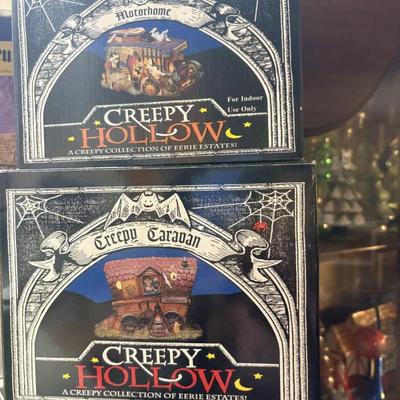 Motorhome
For Indoor
Use Only
CREEPY
HOLLOW
A CREEPY COLLECTION OF EERIE ESTATES!
Creepy Caravan
CREEPY
HOLLOW
A CREEPY COLLECTION OF EERIE ESTATES!